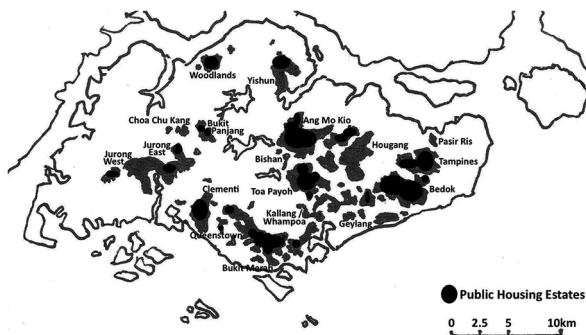 Woodlands
Yishun
Choa Chu Kang
Bukit
Panjang
Ang Mo Kio
Jurong
East
Jurong
West
Bishan
Hougang
Pasir Ris
Tampines
Clementi
Toa Payoh
Bedok
Kallang
Whampoa
Geylang
Queenstown
Bukit Merah
Public Housing Estates
0 2.5 5 10km